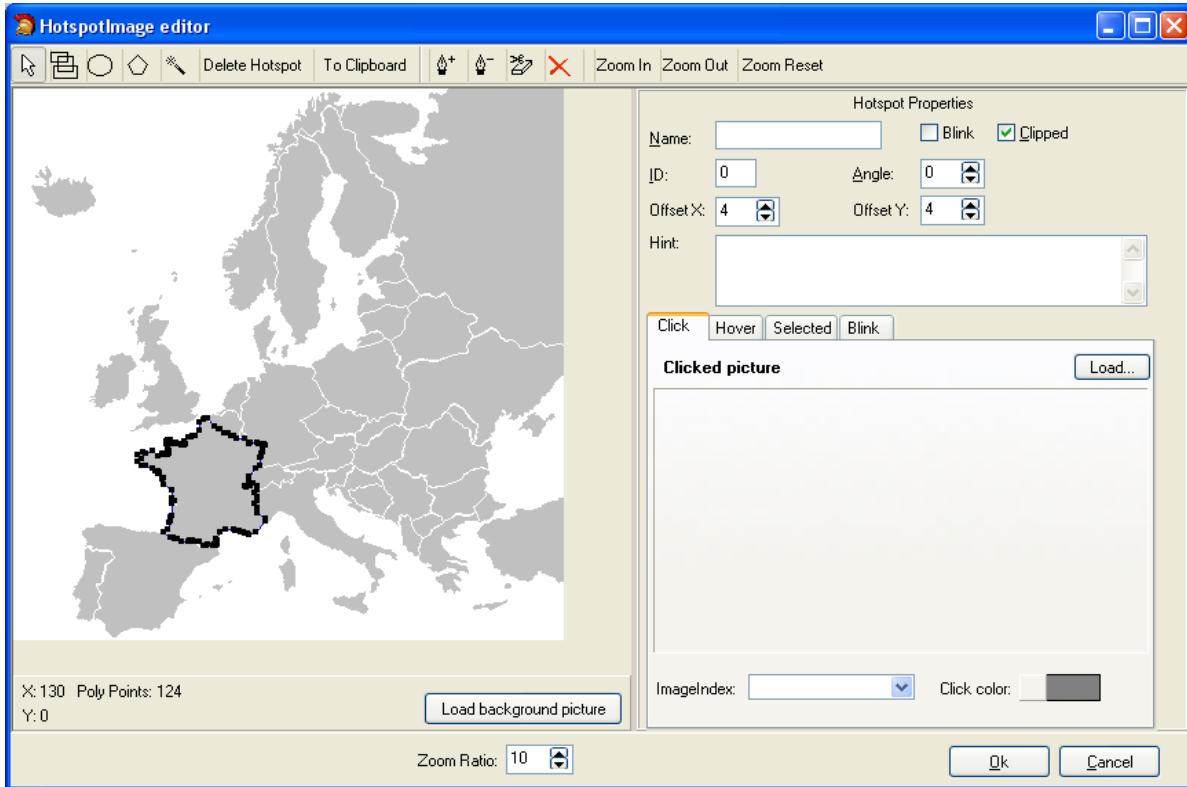 HotspotImage editor
Delete Hotspot To Clipboard Zoom In Zoom Out Zoom Reset
Hotspot Properties
Name: Blink Clipped
ID: 0 Angle: 0
Offset X: 4 Offset Y: 4
Hint:
Click Hover Selected Blink
Clicked picture Load...
ImageIndex: Click color:
X: 130 Poly Points: 124
Y: 0
Load background picture
Zoom Ratio: 10 Ok Cancel